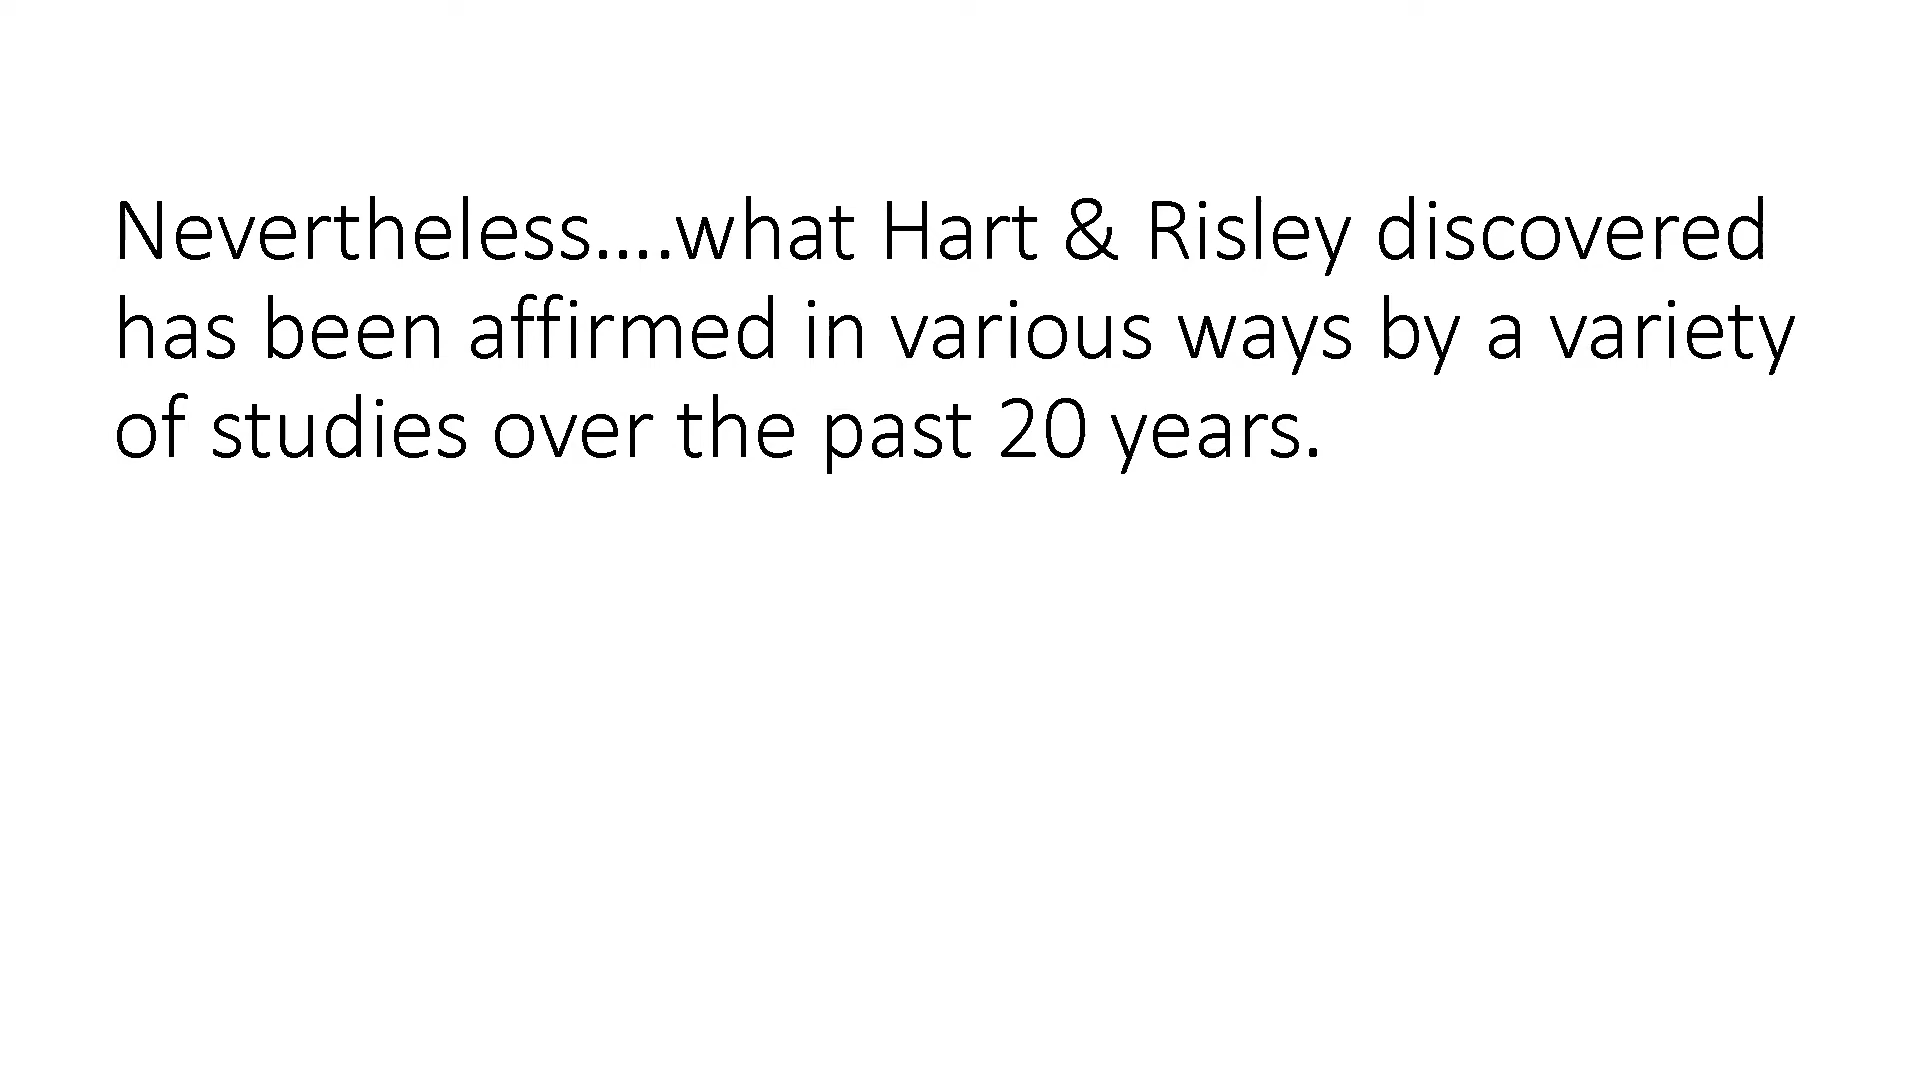 Nevertheless....what Hart & Risley discovered
has been affirmed in various ways by a variety
of studies over the past 20 years.